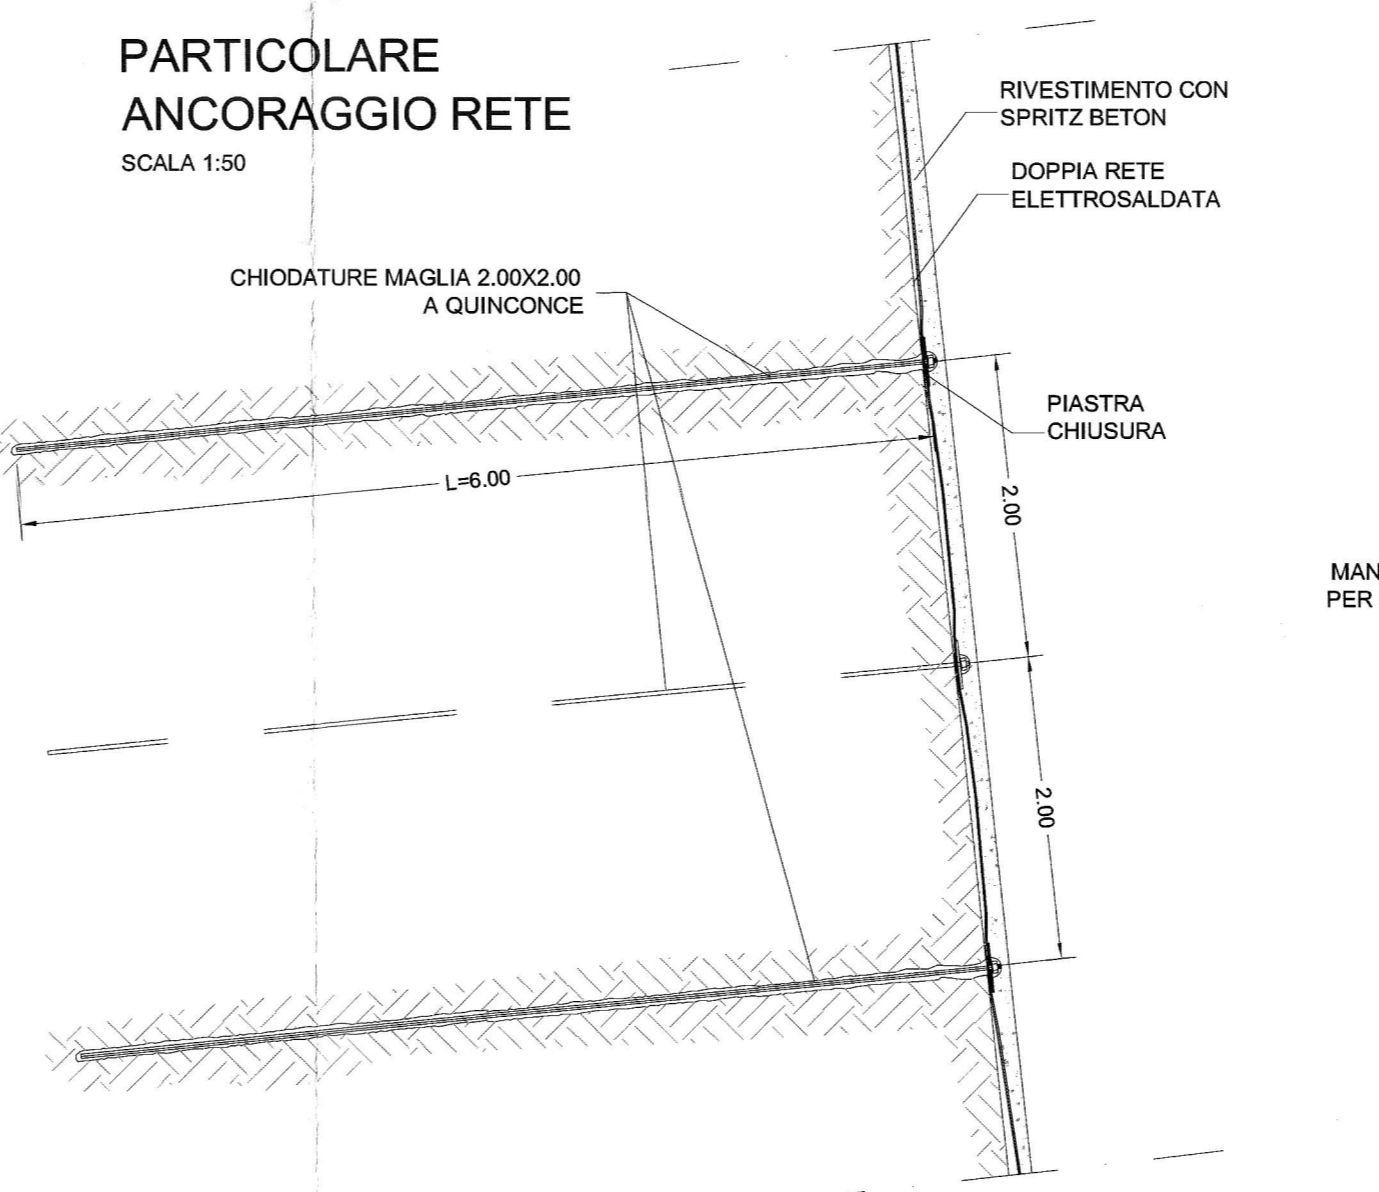 PARTICOLARE
ANCORAGGIO RETE
SCALA 1:50
RIVESTIMENTO CON
SPRITZ BETON
DOPPIA RETE
ELETTROSALDATA
CHIODATURE MAGLIA 2.00X2.00
A QUINCONCE
PIASTRA
CHIUSURA
L=6.00
2.00
MAN
PER
2.00